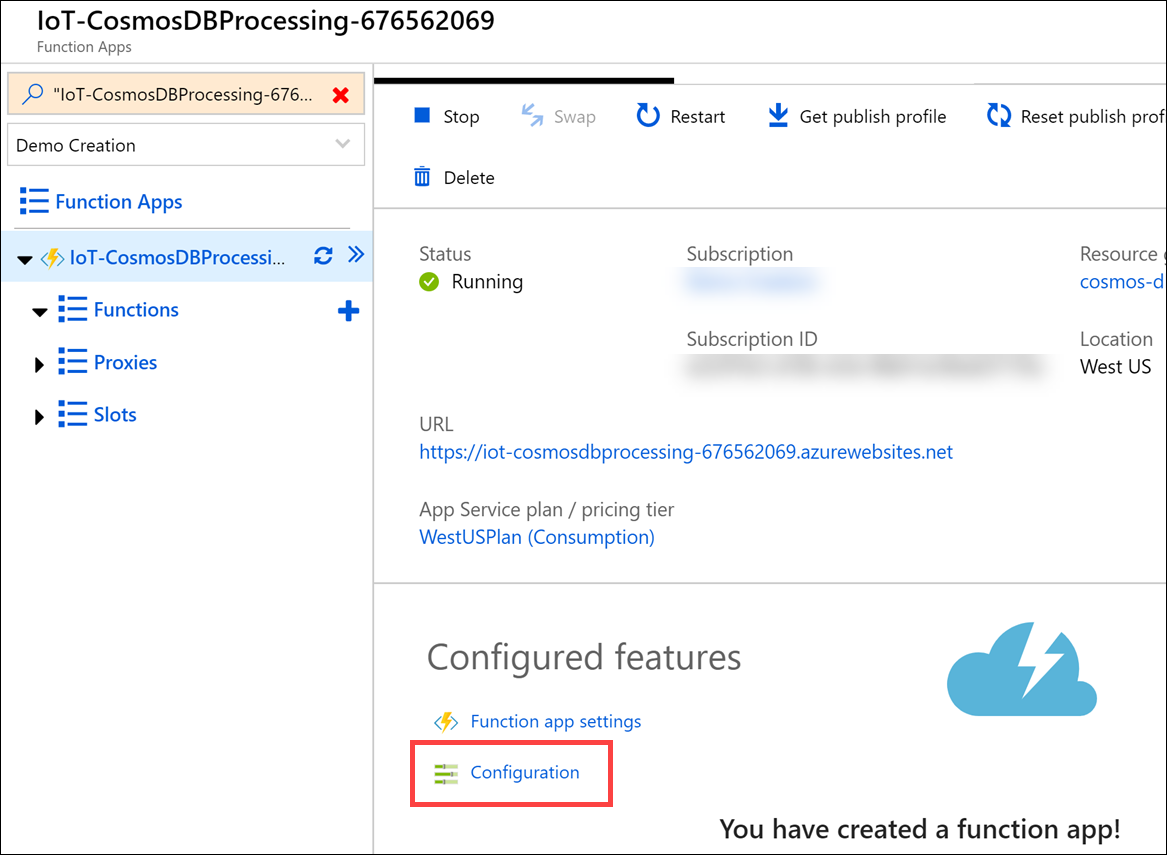 IoT-CosmosDBProcessing-676562069
Function Apps
"IoT-CosmosDBProcessing-676...
Demo Creation
Function Apps
IoT-CosmosDBProcessi...
Functions
Proxies
Slots
Stop Swap Restart Get publish profile Reset publish prof
Delete
Status Subscription Resource g
Running cosmos-d
Subscription ID Location
West US
URL
https://iot-cosmosdbprocessing-676562069.azurewebsites.net
App Service plan / pricing tier
WestUSPlan (Consumption)
Configured features
Function app settings
Configuration
You have created a function app!